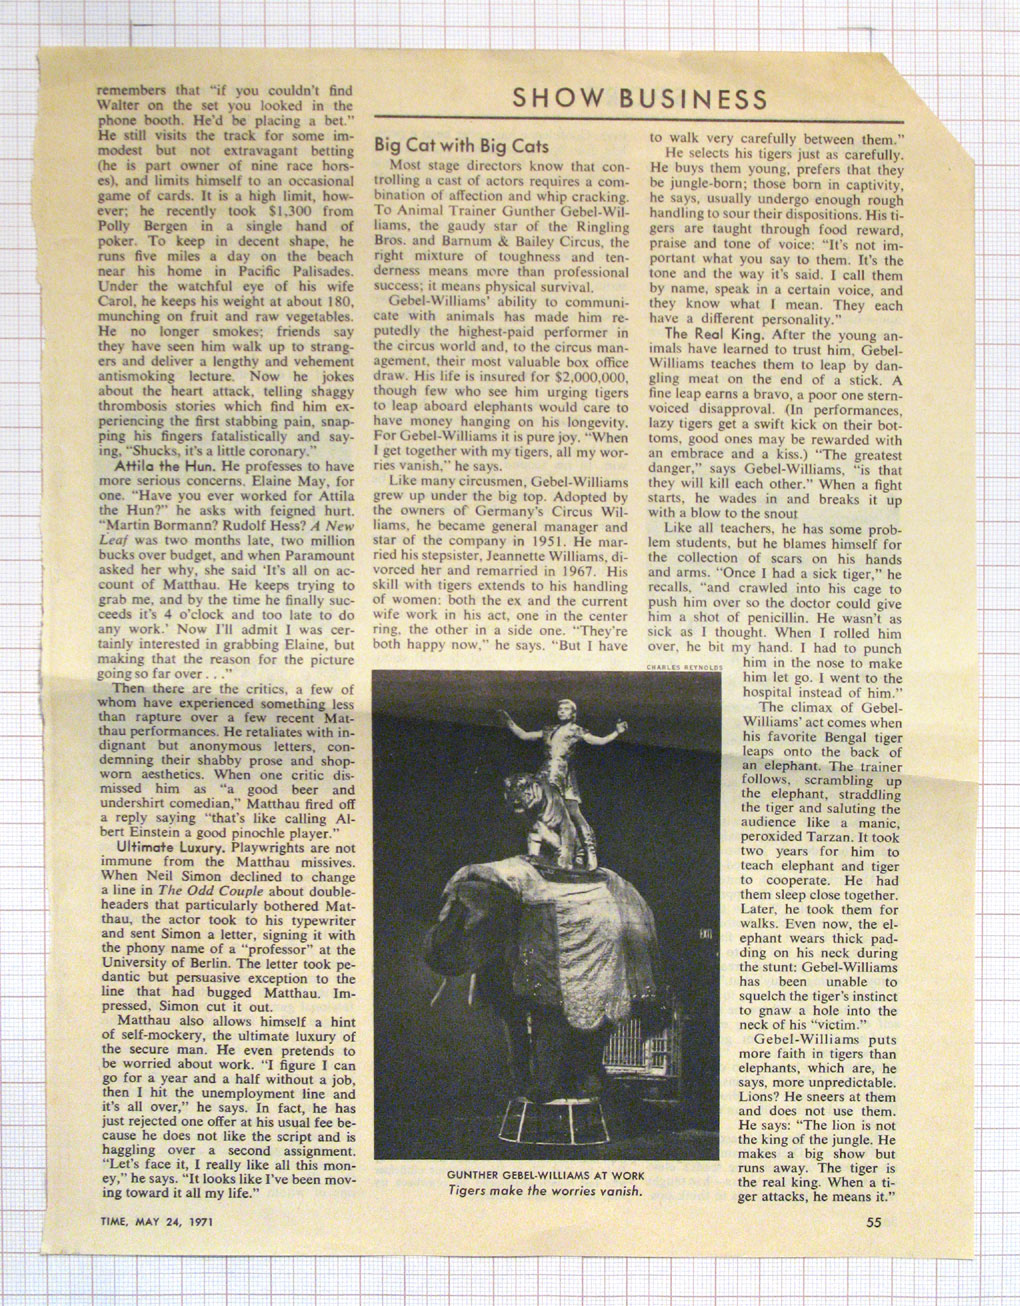 remembers that "if you couldn't find
Walter on the set you looked in the
phone booth. He'd be placing a bet."
He still visits the track for some im-
modest but not extravagant betting
(he is part owner of nine race hors-
es), and limits himself to an occasional
game of cards. It is a high limit, how-
ever; he recently took $1,300 from
Polly Bergen in a single hand of
poker. To keep in decent shape, he
runs five miles a day on the beach
near his home in Pacific Palisades.
Under the watchful eye of his wife
Carol, he keeps his weight at about 180,
munching on fruit and raw vegetables.
He no longer smokes; friends say
they have seen him walk up to strang-
ers and deliver a lengthy and vehement
antismoking lecture. Now he jokes
about the heart attack, telling shaggy
thrombosis stories which find him ex-
periencing the first stabbing pain, snap-
ping his fingers fatalistically and say-
ing, "Shucks, it's a little coronary."
Attila the Hun. He professes to have
more serious concerns. Elaine May, for
one. "Have you ever worked for Attila
the Hun?" he asks with feigned hurt.
"Martin Bormann? Rudolf Hess? A New
Leaf was two months late, two million
bucks over budget, and when Paramount
asked her why, she said 'It's all on ac-
count of Matthau. He keeps trying to
grab me, and by the time he finally suc-
ceeds it's 4 o'clock and too late to do
any work.' Now I'll admit I was cer-
tainly interested in grabbing Elaine, but
making that the reason for the picture
going so far over . . ."
Then there are the critics, a few of
whom have experienced something less
than rapture over a few recent Mat-
thau performances. He retaliates with in-
dignant but anonymous letters, con-
demning their shabby prose and shop-
worn aesthetics. When one critic dis-
missed him as "a good beer and
undershirt comedian," Matthau fired off
a reply saying "that's like calling Al-
bert Einstein a good pinochle player."
Ultimate Luxury. Playwrights are not
immune from the Matthau missives.
When Neil Simon declined to change
a line in The Odd Couple about double-
headers that particularly bothered Mat-
thau, the actor took to his typewriter
and sent Simon a letter, signing it with
the phony name of a "professor" at the
University of Berlin. The letter took pe-
dantic but persuasive exception to the
line that had bugged Matthau. Im-
pressed, Simon cut it out.
Matthau also allows himself a hint
of self-mockery, the ultimate luxury of
the secure man. He even pretends to
be worried about work. "I figure I can
go for a year and a half without a job,
then I hit the unemployment line and
it's all over," he says. In fact, he has
just rejected one offer at his usual fee be-
cause he does not like the script and is
haggling over a second assignment.
"Let's face it, I really like all this mon-
ey," he says. "It looks like I've been mov-
ing toward it all my life."
SHOW BUSINESS
Big Cat with Big Cats
Most stage directors know that con-
trolling a cast of actors requires a com-
bination of affection and whip cracking.
To Animal Trainer Gunther Gebel-Wil-
liams, the gaudy star of the Ringling
Bros. and Barnum & Bailey Circus, the
right mixture of toughness and ten-
derness means more than professional
success; it means physical survival.
Gebel-Williams' ability to communi-
cate with animals has made him re-
putedly the highest-paid performer in
the circus world and, to the circus man-
agement, their most valuable box office
draw. His life is insured for $2,000,000,
though few who see him urging tigers
to leap aboard elephants would care to
have money hanging on his longevity.
For Gebel-Williams it is pure joy. "When
I get together with my tigers, all my wor-
ries vanish," he says.
Like many circusmen, Gebel-Williams
grew up under the big top. Adopted by
the owners of Germany's Circus Wil-
liams, he became general manager and
star of the company in 1951. He mar-
ried his stepsister, Jeannette Williams, di-
vorced her and remarried in 1967. His
skill with tigers extends to his handling
of women: both the ex and the current
wife work in his act, one in the center
ring, the other in a side one. "They're
both happy now," he says. "But I have
to walk very carefully between them."
He selects his tigers just as carefully.
He buys them young, prefers that they
be jungle-born; those born in captivity,
he says, usually undergo enough rough
handling to sour their dispositions. His ti-
gers are taught through food reward,
praise and tone of voice: "It's not im-
portant what you say to them. It's the
tone and the way it's said. I call them
by name, speak in a certain voice, and
they know what I mean. They each
have a different personality."
The Real King. After the young an-
imals have learned to trust him, Gebel-
Williams teaches them to leap by dan-
gling meat on the end of a stick. A
fine leap earns a bravo, a poor one stern-
voiced disapproval. (In performances,
lazy tigers get a swift kick on their bot-
toms, good ones may be rewarded with
an embrace and a kiss.) "The greatest
danger," says Gebel-Williams, "is that
they will kill each other." When a fight
starts, he wades in and breaks it up
with a blow to the snout
Like all teachers, he has some prob-
lem students, but he blames himself for
the collection of scars on his hands
and arms. "Once I had a sick tiger," he
recalls, "and crawled into his cage to
push him over so the doctor could give
him a shot of penicillin. He wasn't as
sick as I thought. When I rolled him
over, he bit my hand. I had to punch
him in the nose to make
him let go. I went to the
hospital instead of him."
The climax of Gebel-
Williams' act comes when
his favorite Bengal tiger
leaps onto the back of
an elephant. The trainer
follows, scrambling up
the elephant, straddling
the tiger and saluting the
audience like a manic,
peroxided Tarzan. It took
two years for him to
teach elephant and tiger
to cooperate. He had
them sleep close together.
Later, he took them for
walks. Even now, the el-
ephant wears thick pad-
ding on his neck during
the stunt: Gebel-Williams
has been unable to
squelch the tiger's instinct
to gnaw a hole into the
neck of his "victim."
Gebel-Williams puts
more faith in tigers than
elephants, which are, he
says, more unpredictable.
Lions? He sneers at them
and does not use them.
He says: "The lion is not
the king of the jungle. He
makes a big show but
runs away. The tiger is
the real king. When a ti-
ger attacks, he means it."
CHARLES REYNOLDS
EXIT
GUNTHER GEBEL-WILLIAMS AT WORK
Tigers make the worries vanish.
TIME, MAY 24, 1971
55